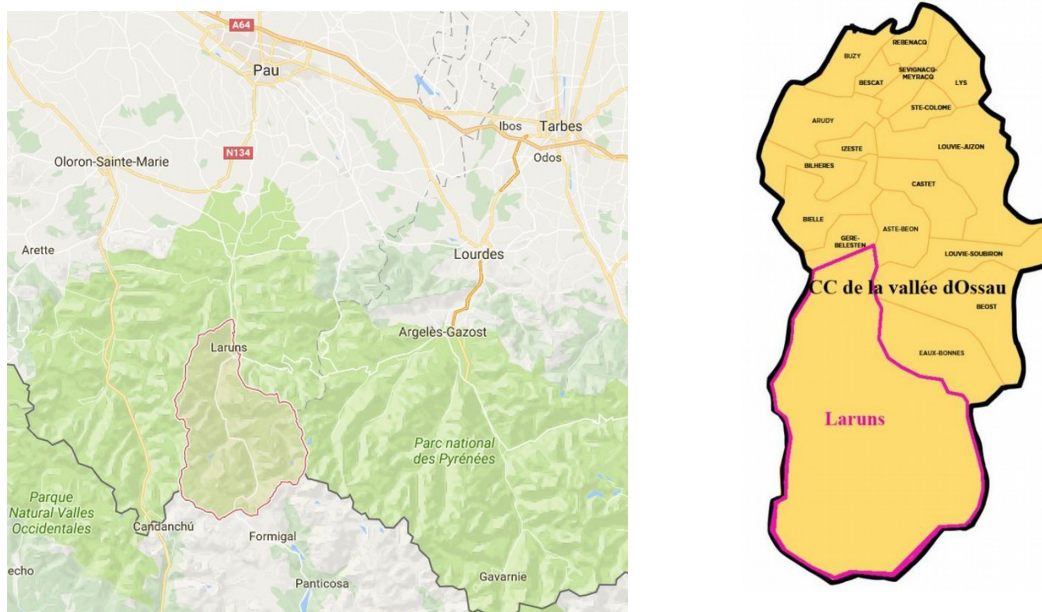 A64
Pau
Ibos
Tarbes
Odos
N134
Oloron-Sainte-Marie
Arette
Lourdes
Argelès-Gazost
Laruns
Parc national
des Pyrénées
Parque
Natural Valles
Occidentales
Candanchú
Formigal
echo
Panticosa
Gavarnie
REBENACQ
BUZY
SEVIGNACQ-
MEYRACQ
BESCAT
LYS
STE-COLOME
ARUDY
IZESTE
LOUVIE-JUZON
BILHERES
CASTET
BIELLE
ASTE-BEON
GERE-
BELESTEN
LOUVIE-SOUBIRON
CC de la vallée dOssau
BEOST
EAUX-BONNES
Laruns